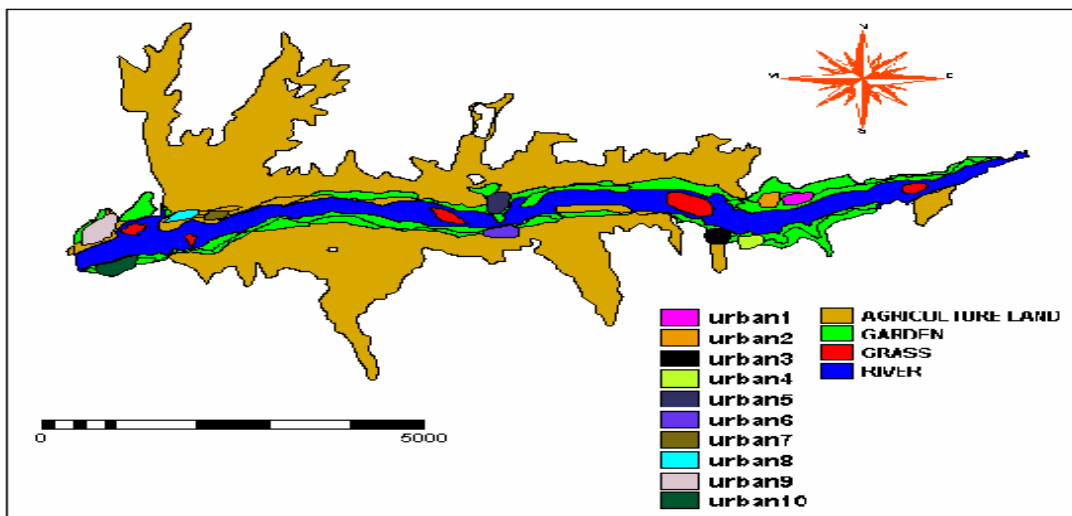 N
E
S
urban1
urban2
urban3
urban4
urban5
urban6
urban7
urban8
urban9
urban10
AGRICULTURE LAND
GARDEN
GRASS
RIVER
0 5000